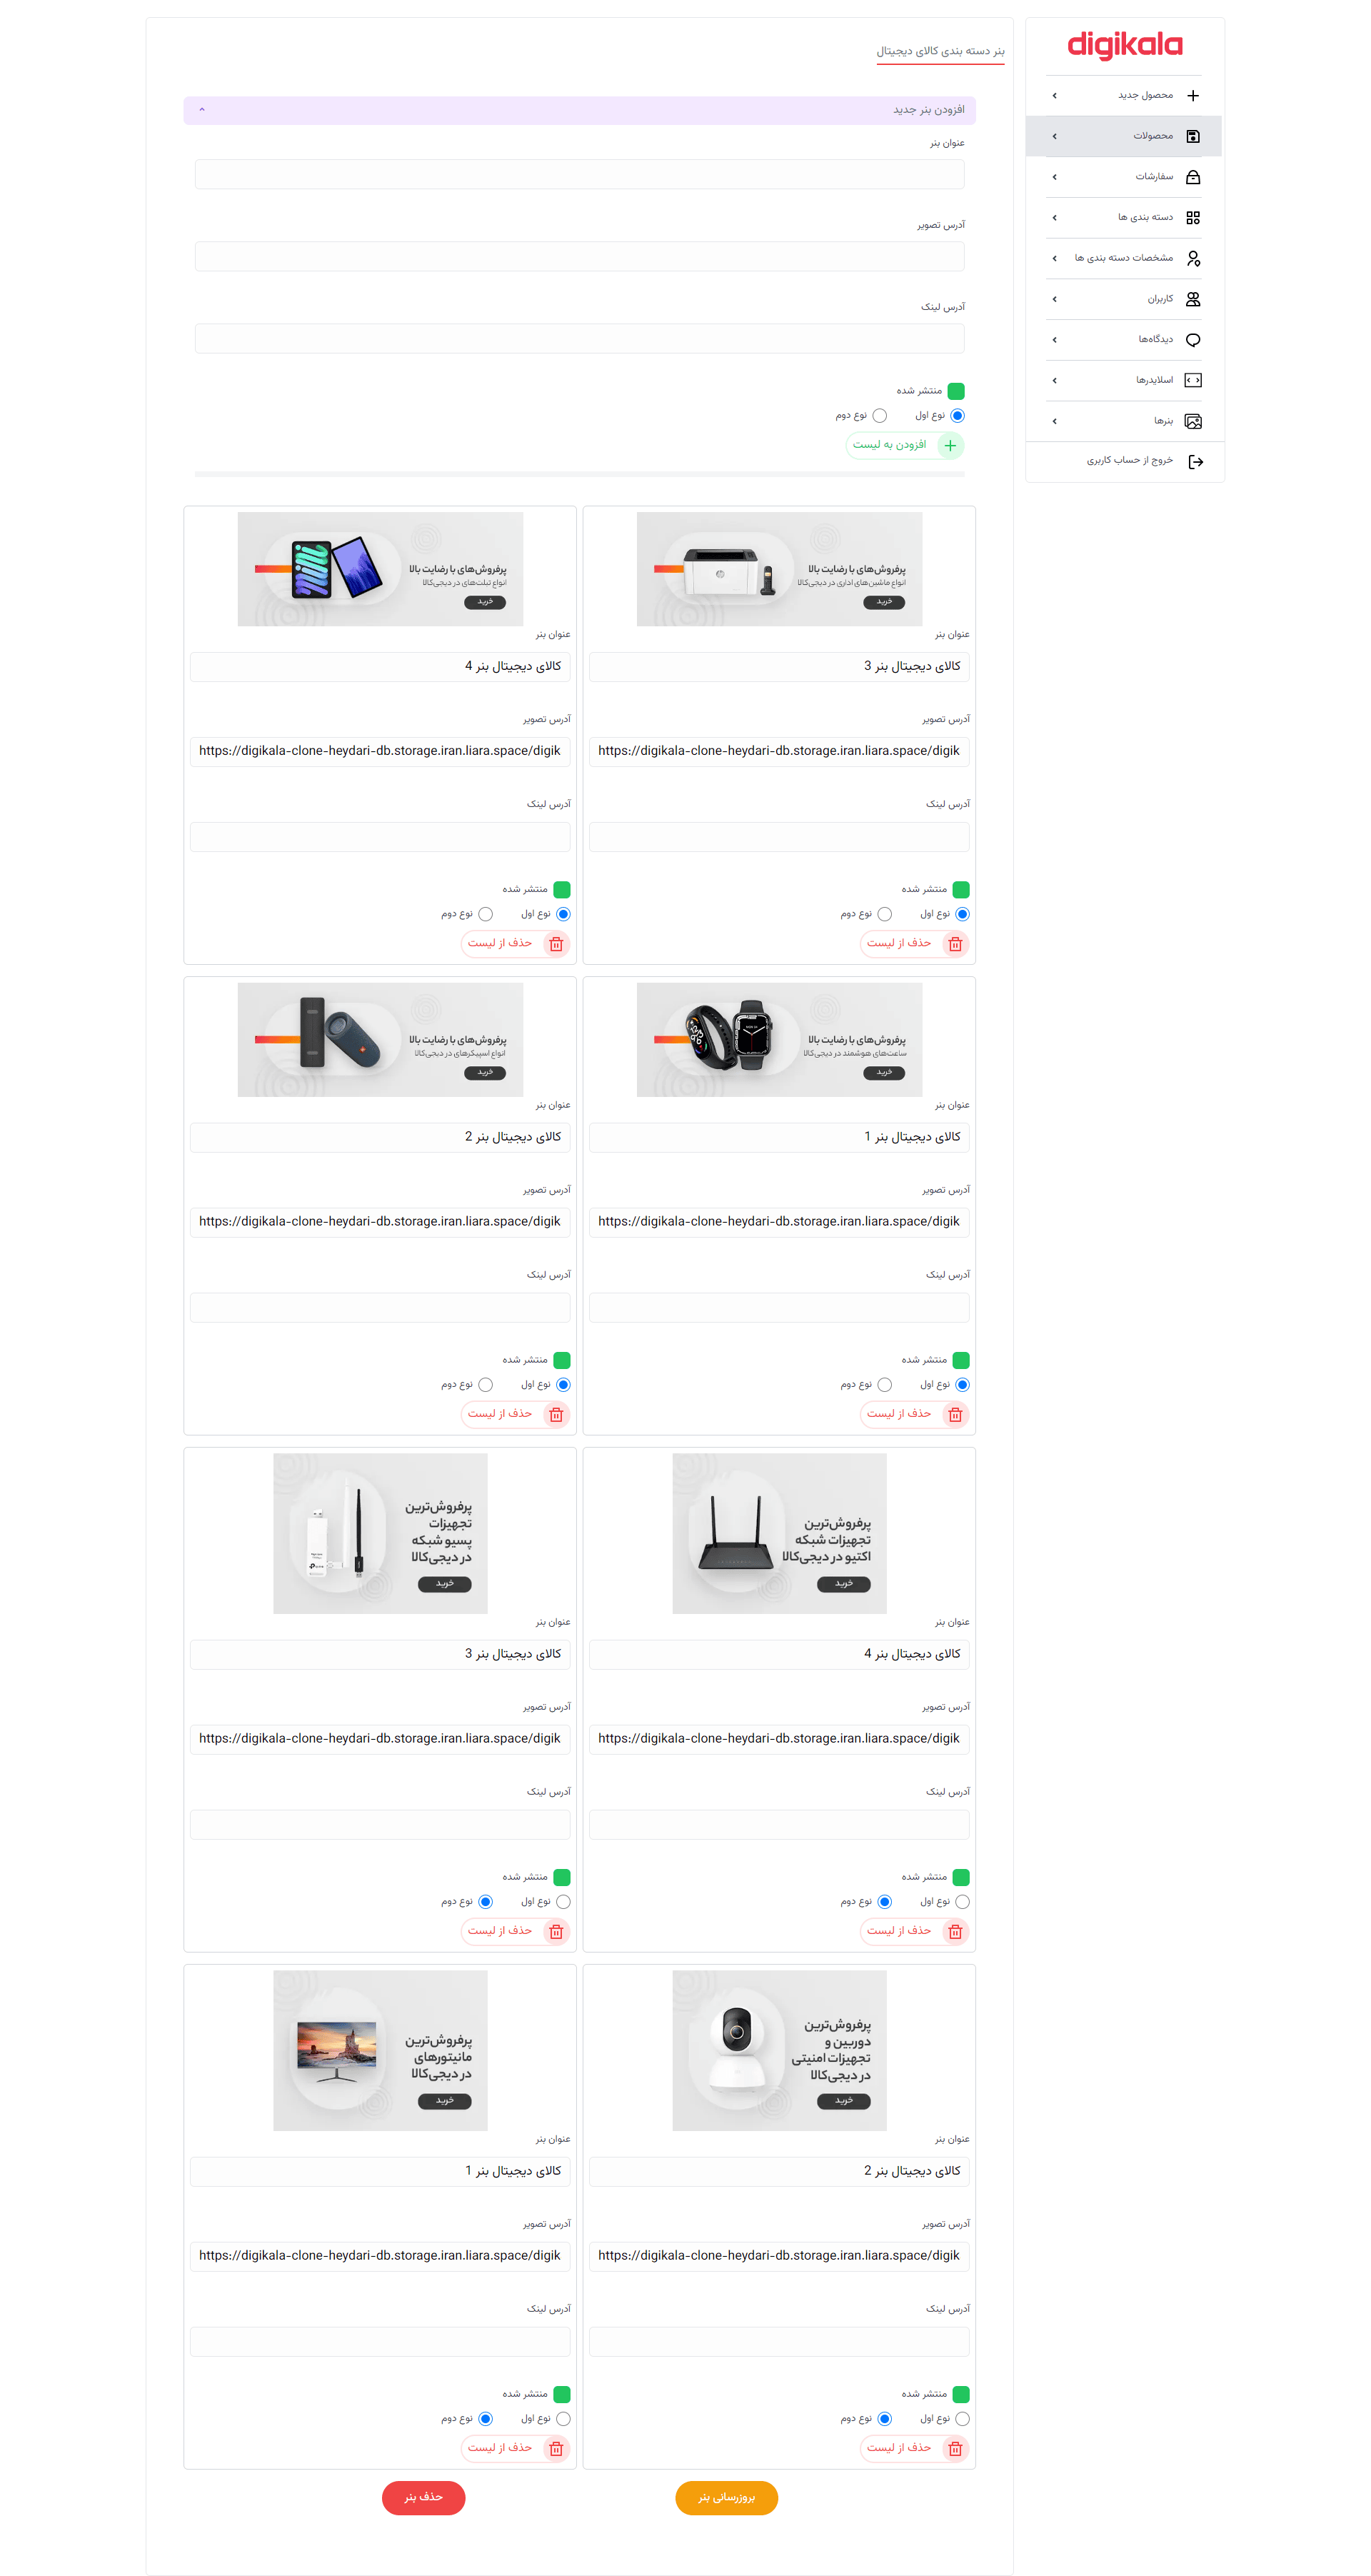 digikala
محصول جدید
محصولات
سفارشات
دسته بندی ها
مشخصات دسته بندی ها
کاربران
دیدگاه‌ها
اسلایدرها
بنرها
خروج از حساب کاربری
بنر دسته بندی کالای دیجیتال
افزودن بنر جدید
عنوان بنر
آدرس تصویر
آدرس لینک
منتشر شده
نوع اول
نوع دوم
افزودن به لیست
پرفروش‌های با رضایت بالا
انواع ماشین‌های اداری در دیجی‌کالا
خرید
عنوان بنر
کالای دیجیتال بنر 3
آدرس تصویر
https://digikala-clone-heydari-db.storage.iran.liara.space/digik
آدرس لینک
منتشر شده
نوع اول
نوع دوم
حذف از لیست
پرفروش‌های با رضایت بالا
انواع تبلت‌های در دیجی‌کالا
خرید
عنوان بنر
کالای دیجیتال بنر 4
آدرس تصویر
https://digikala-clone-heydari-db.storage.iran.liara.space/digik
آدرس لینک
منتشر شده
نوع اول
نوع دوم
حذف از لیست
پرفروش‌های با رضایت بالا
ساعت‌های هوشمند در دیجی‌کالا
خرید
عنوان بنر
کالای دیجیتال بنر 1
آدرس تصویر
https://digikala-clone-heydari-db.storage.iran.liara.space/digik
آدرس لینک
منتشر شده
نوع اول
نوع دوم
حذف از لیست
پرفروش‌های با رضایت بالا
انواع اسپیکرهای در دیجی‌کالا
خرید
عنوان بنر
کالای دیجیتال بنر 2
آدرس تصویر
https://digikala-clone-heydari-db.storage.iran.liara.space/digik
آدرس لینک
منتشر شده
نوع اول
نوع دوم
حذف از لیست
پرفروش‌ترین
تجهیزات شبکه
اکتیو در دیجی‌کالا
خرید
عنوان بنر
کالای دیجیتال بنر 4
آدرس تصویر
https://digikala-clone-heydari-db.storage.iran.liara.space/digik
آدرس لینک
منتشر شده
نوع اول
نوع دوم
حذف از لیست
پرفروش‌ترین
تجهیزات
پسیو شبکه
در دیجی‌کالا
خرید
عنوان بنر
کالای دیجیتال بنر 3
آدرس تصویر
https://digikala-clone-heydari-db.storage.iran.liara.space/digik
آدرس لینک
منتشر شده
نوع اول
نوع دوم
حذف از لیست
پرفروش‌ترین
دوربین و
تجهیزات امنیتی
در دیجی‌کالا
خرید
عنوان بنر
کالای دیجیتال بنر 2
آدرس تصویر
https://digikala-clone-heydari-db.storage.iran.liara.space/digik
آدرس لینک
منتشر شده
نوع اول
نوع دوم
حذف از لیست
پرفروش‌ترین
مانیتورهای
در دیجی‌کالا
خرید
عنوان بنر
کالای دیجیتال بنر 1
آدرس تصویر
https://digikala-clone-heydari-db.storage.iran.liara.space/digik
آدرس لینک
منتشر شده
نوع اول
نوع دوم
حذف از لیست
بروزرسانی بنر
حذف بنر